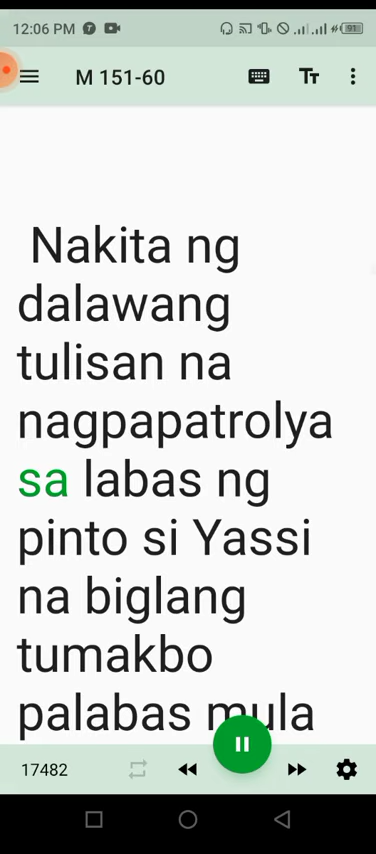 12:06 PM
M 151-60
Nakita ng
dalawang
tulisan na
nagpapatrolya
sa labas ng
pinto si Yassi
na biglang
tumakbo
palabas mula
17482